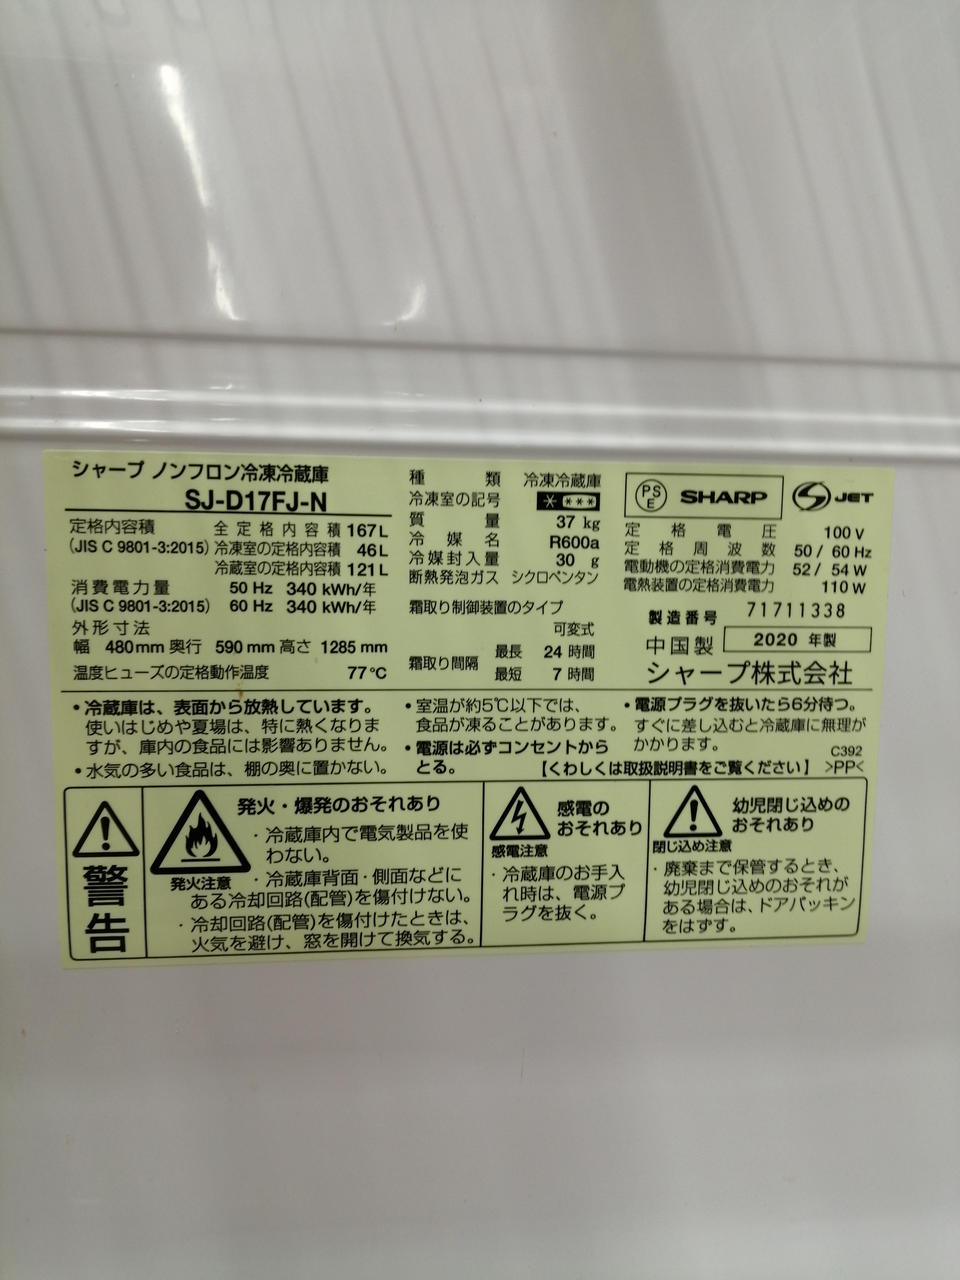 シャープ ノンフロン冷凍冷蔵庫
SJ-D17FJ-N
定格内容積 全定格内容積 167L
(JIS C 9801-3:2015) 冷凍室の定格内容積 46L
冷蔵室の定格内容積 121L
消費電力量 50 Hz 340 kWh/年
(JIS C 9801-3:2015) 60 Hz 340 kWh/年
外形寸法
幅 480mm 奥行 590mm 高さ 1285mm
温度ヒューズの定格動作温度 77℃
種類 冷凍冷蔵庫
冷凍室の記号 * ***
質量 37 kg
冷媒名 R600a
冷媒封入量 30 g
断熱発泡ガス シクロペンタン
霜取り制御装置のタイプ
可変式
霜取り間隔 最長 24 時間
最短 7 時間
PSE SHARP S JET
定格電圧 100 V
定格周波数 50 / 60 Hz
電動機の定格消費電力 52 / 54 W
電熱装置の定格消費電力 110 W
製造番号 71711338
中国製 2020 年製
シャープ株式会社
・冷蔵庫は、表面から放熱しています。
使いはじめや夏場は、特に熱くなりま
すが、庫内の食品には影響ありません。
・水気の多い食品は、棚の奥に置かない。
・室温が約5℃以下では、
食品が凍ることがあります。
・電源は必ずコンセントから
とる。
・電源プラグを抜いたら6分待つ。
すぐに差し込むと冷蔵庫に無理が
かかります。
C392
【くわしくは取扱説明書をご覧ください】 >PP<
警告
発火・爆発のおそれあり
発火注意
・冷蔵庫内で電気製品を使
わない。
・冷蔵庫背面・側面などに
ある冷却回路(配管)を傷付けない。
・冷却回路(配管)を傷付けたときは、
火気を避け、窓を開けて換気する。
感電の
おそれあり
感電注意
・冷蔵庫のお手入
れ時は、電源プ
ラグを抜く。
幼児閉じ込めの
おそれあり
閉じ込め注意
・廃棄まで保管するとき、
幼児閉じ込めのおそれが
ある場合は、ドアパッキン
をはずす。